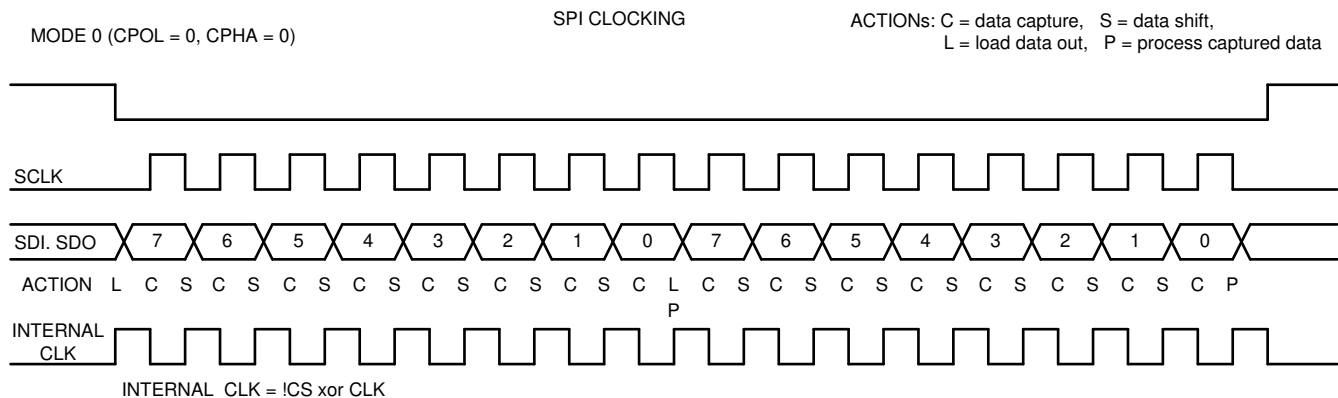 SPI CLOCKING
ACTIONs: C = data capture, S = data shift,
L = load data out, P = process captured data
MODE 0 (CPOL = 0, CPHA = 0)
SCLK
SDI. SDO 7 6 5 4 3 2 1 0 7 6 5 4 3 2 1 0
ACTION L C S C S C S C S C S C S C S C L C S C S C S C S C S C S C S C P
P
INTERNAL
CLK
INTERNAL CLK = !CS xor CLK